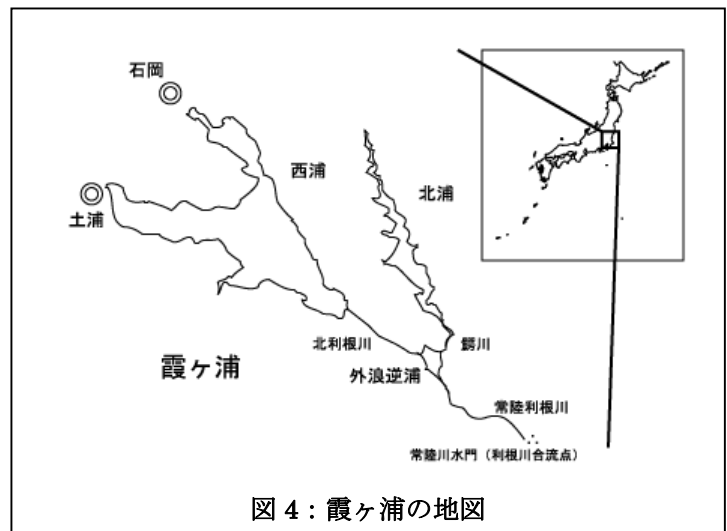 石岡
西浦
北浦
土浦
北利根川
鰐川
霞ヶ浦
外浪逆浦
常陸利根川
常陸川水門（利根川合流点）
図 4：霞ヶ浦の地図